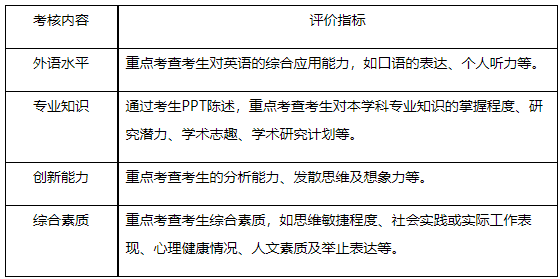 考核内容 评价指标
外语水平 重点考查考生对英语的综合应用能力，如口语的表达、个人听力等。
专业知识 通过考生PPT陈述，重点考查考生对本学科专业知识的掌握程度、研
究潜力、学术志趣、学术研究计划等。
创新能力 重点考查考生的分析能力、发散思维及想象力等。
综合素质 重点考查考生综合素质，如思维敏捷程度、社会实践或实际工作表
现、心理健康情况、人文素质及举止表达等。